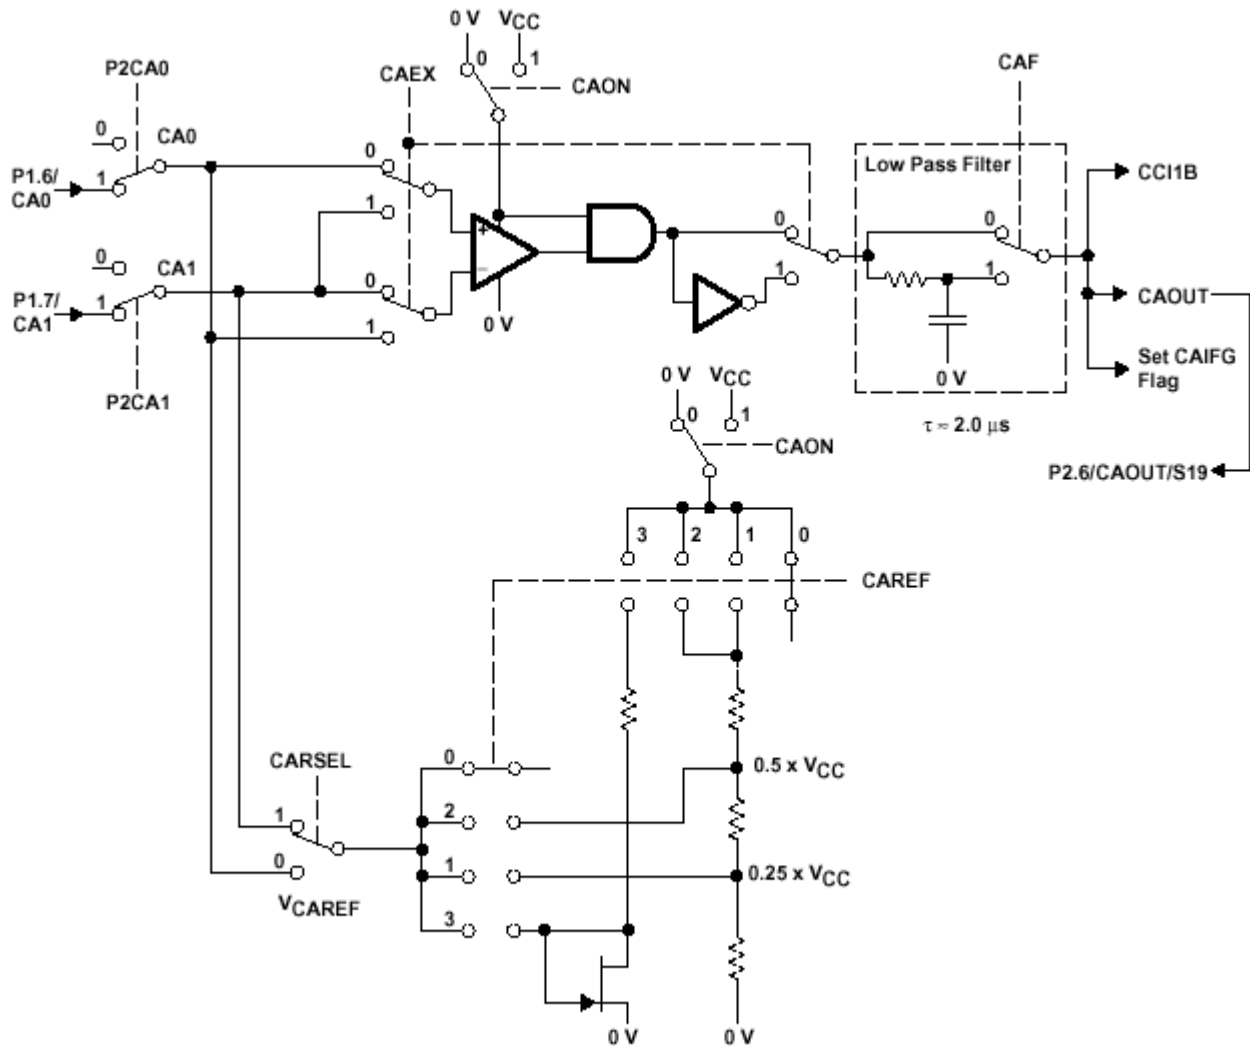 0 V VCC
0 1
P2CA0
CAEX
CAON
CAF
0 CA0
P1.6/
CA0
1
0
1
+
−
0 V
0
1
Low Pass Filter
0
1
0 V
τ ≈ 2.0 μs
CCI1B
CAOUT
Set CAIFG
Flag
P2.6/CAOUT/S19
0 CA1
P1.7/
CA1
1
0
1
P2CA1
0 V VCC
0 1
CAON
3 2 1 0
CAREF
CARSEL
1
0
VCAREF
0
2
1
3
0.5 x VCC
0.25 x VCC
0 V 0 V